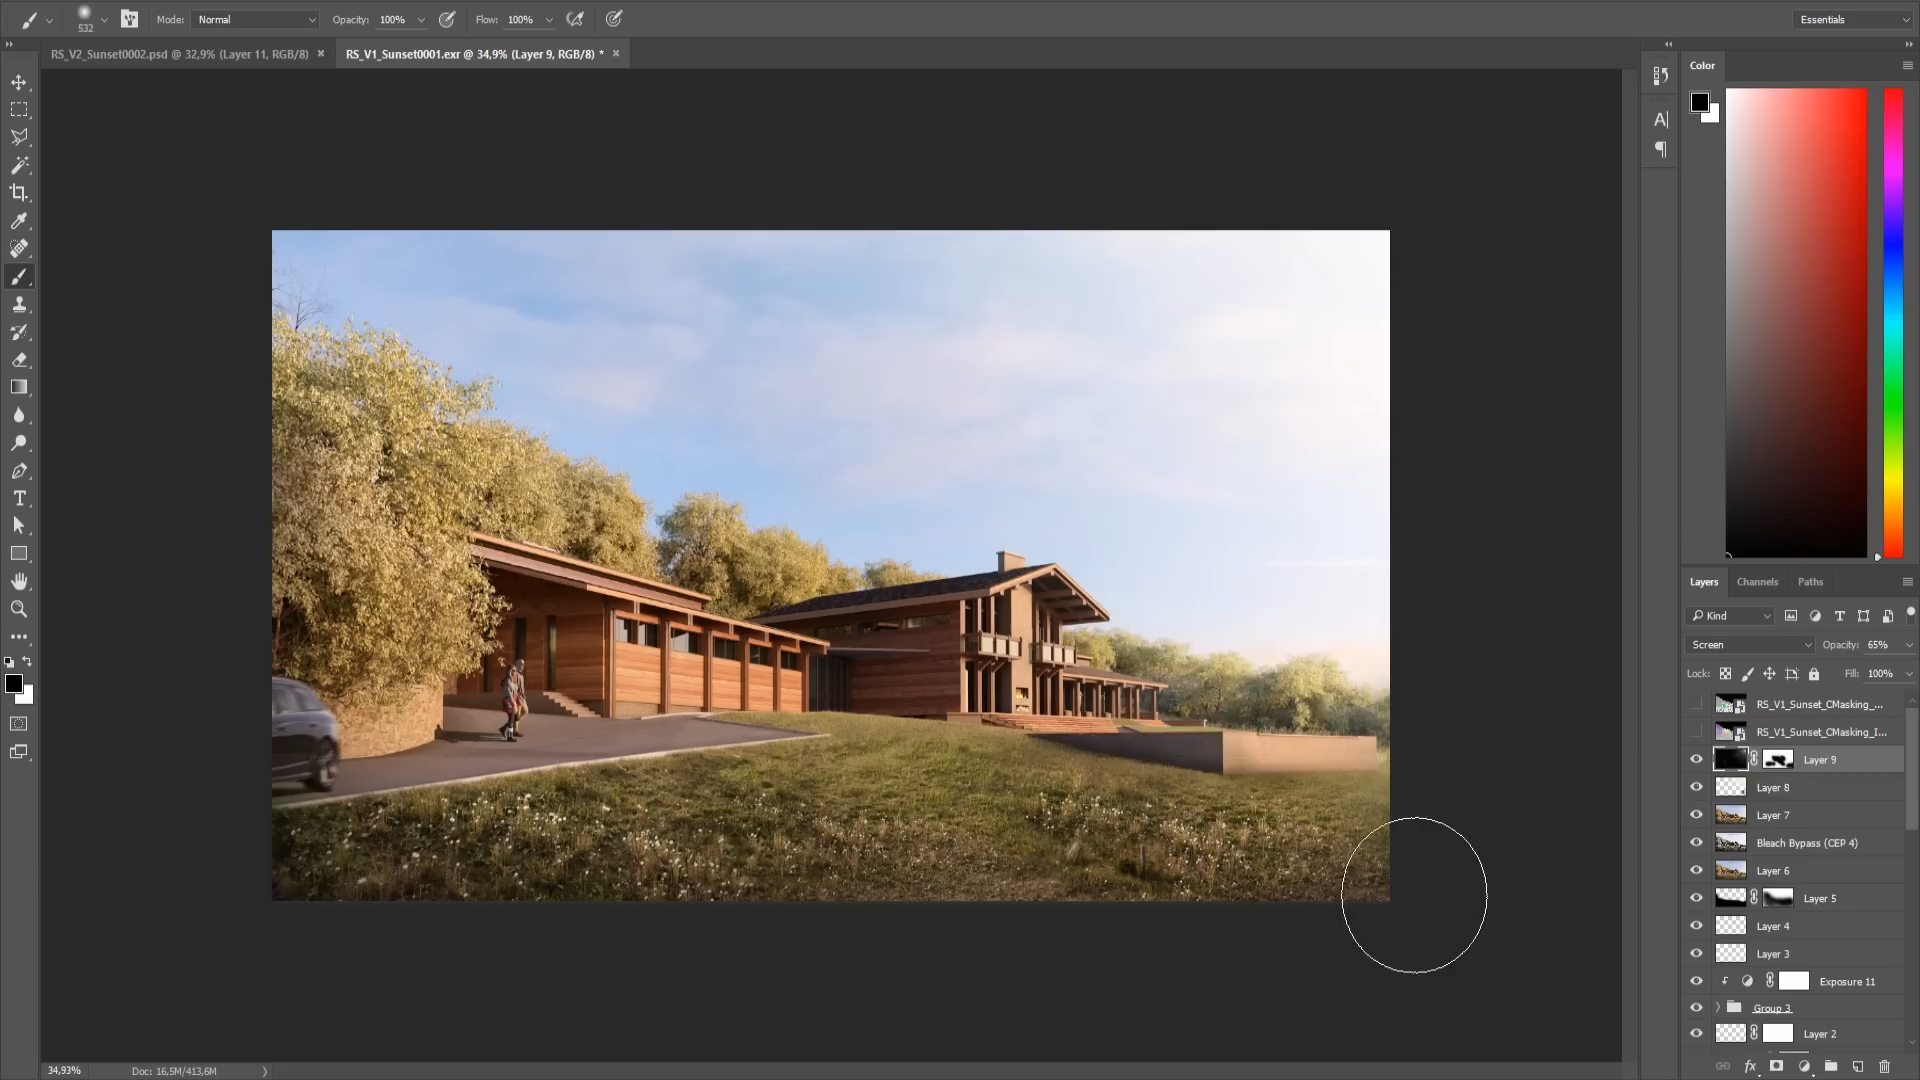 532
Mode: Normal
Opacity: 100%
Flow: 100%
Essentials
RS_V2_Sunset0002.psd @ 32,9% (Layer 11, RGB/8) ×
RS_V1_Sunset0001.exr @ 34,9% (Layer 9, RGB/8) * ×
Color
Layers
Channels
Paths
Kind
Screen
Opacity: 65%
Lock:
Fill: 100%
RS_V1_Sunset_CMasking_...
RS_V1_Sunset_CMasking_I...
Layer 9
Layer 8
Layer 7
Bleach Bypass (CEP 4)
Layer 6
Layer 5
Layer 4
Layer 3
Exposure 11
Group 3
Layer 2
fx
34,93%
Doc: 16,5M/413,6M